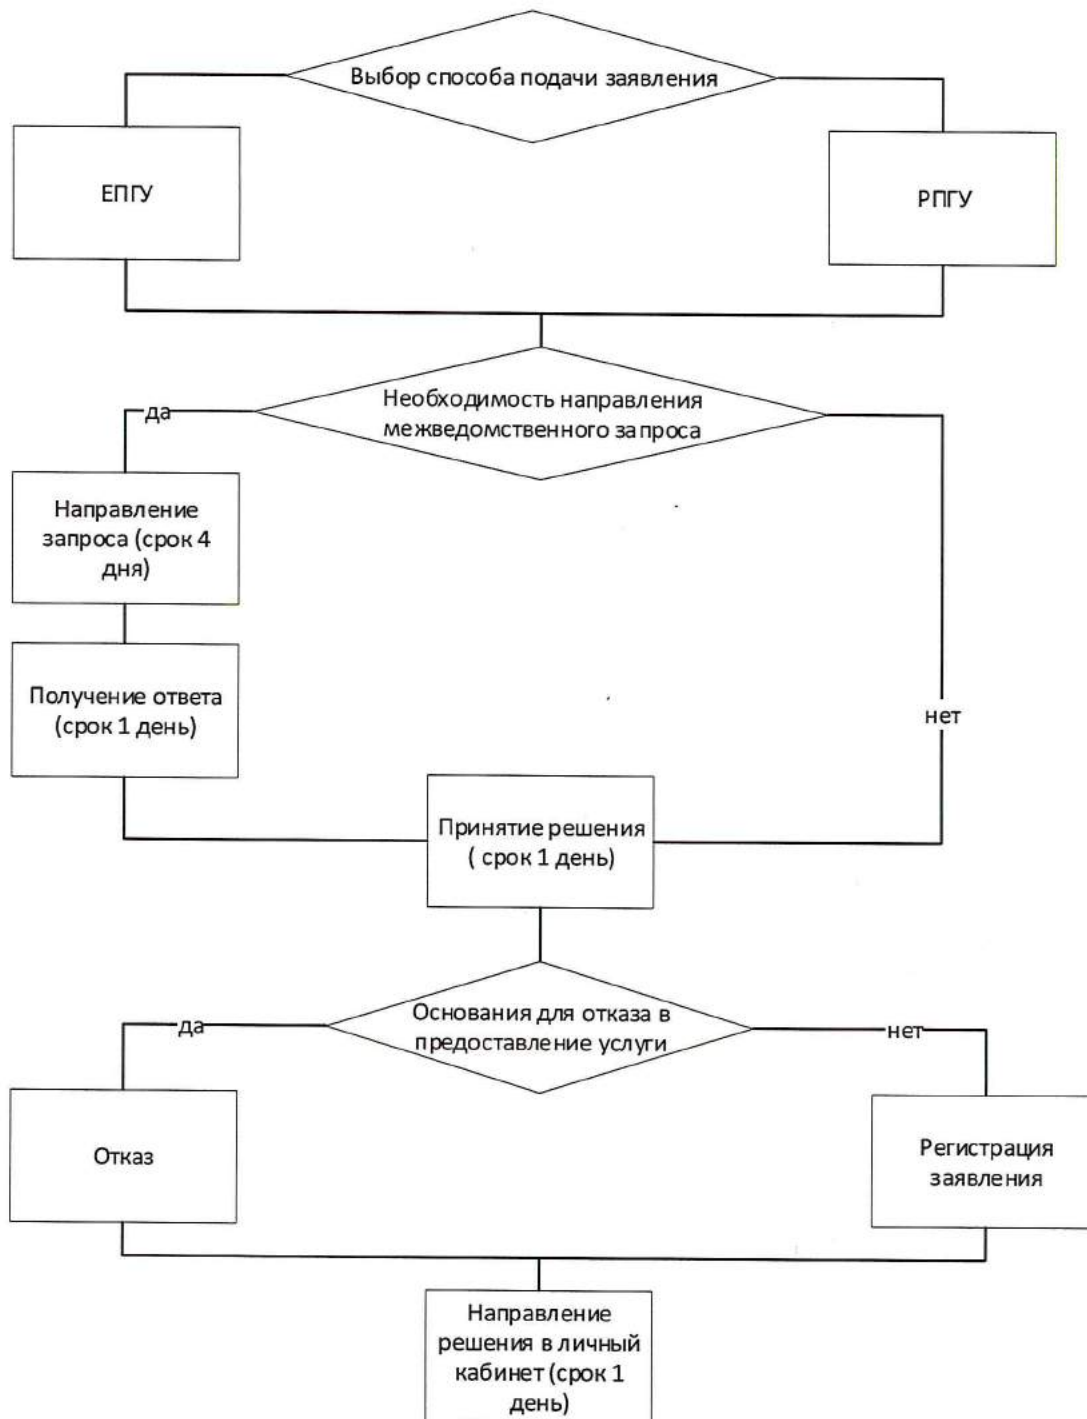 Выбор способа подачи заявления
ЕПГУ
РПГУ
Необходимость направления
межведомственного запроса
да
Направление
запроса (срок 4
дня)
Получение ответа
(срок 1 день)
нет
Принятие решения
( срок 1 день)
Основания для отказа в
предоставление услуги
да
нет
Отказ
Регистрация
заявления
Направление
решения в личный
кабинет (срок 1
день)